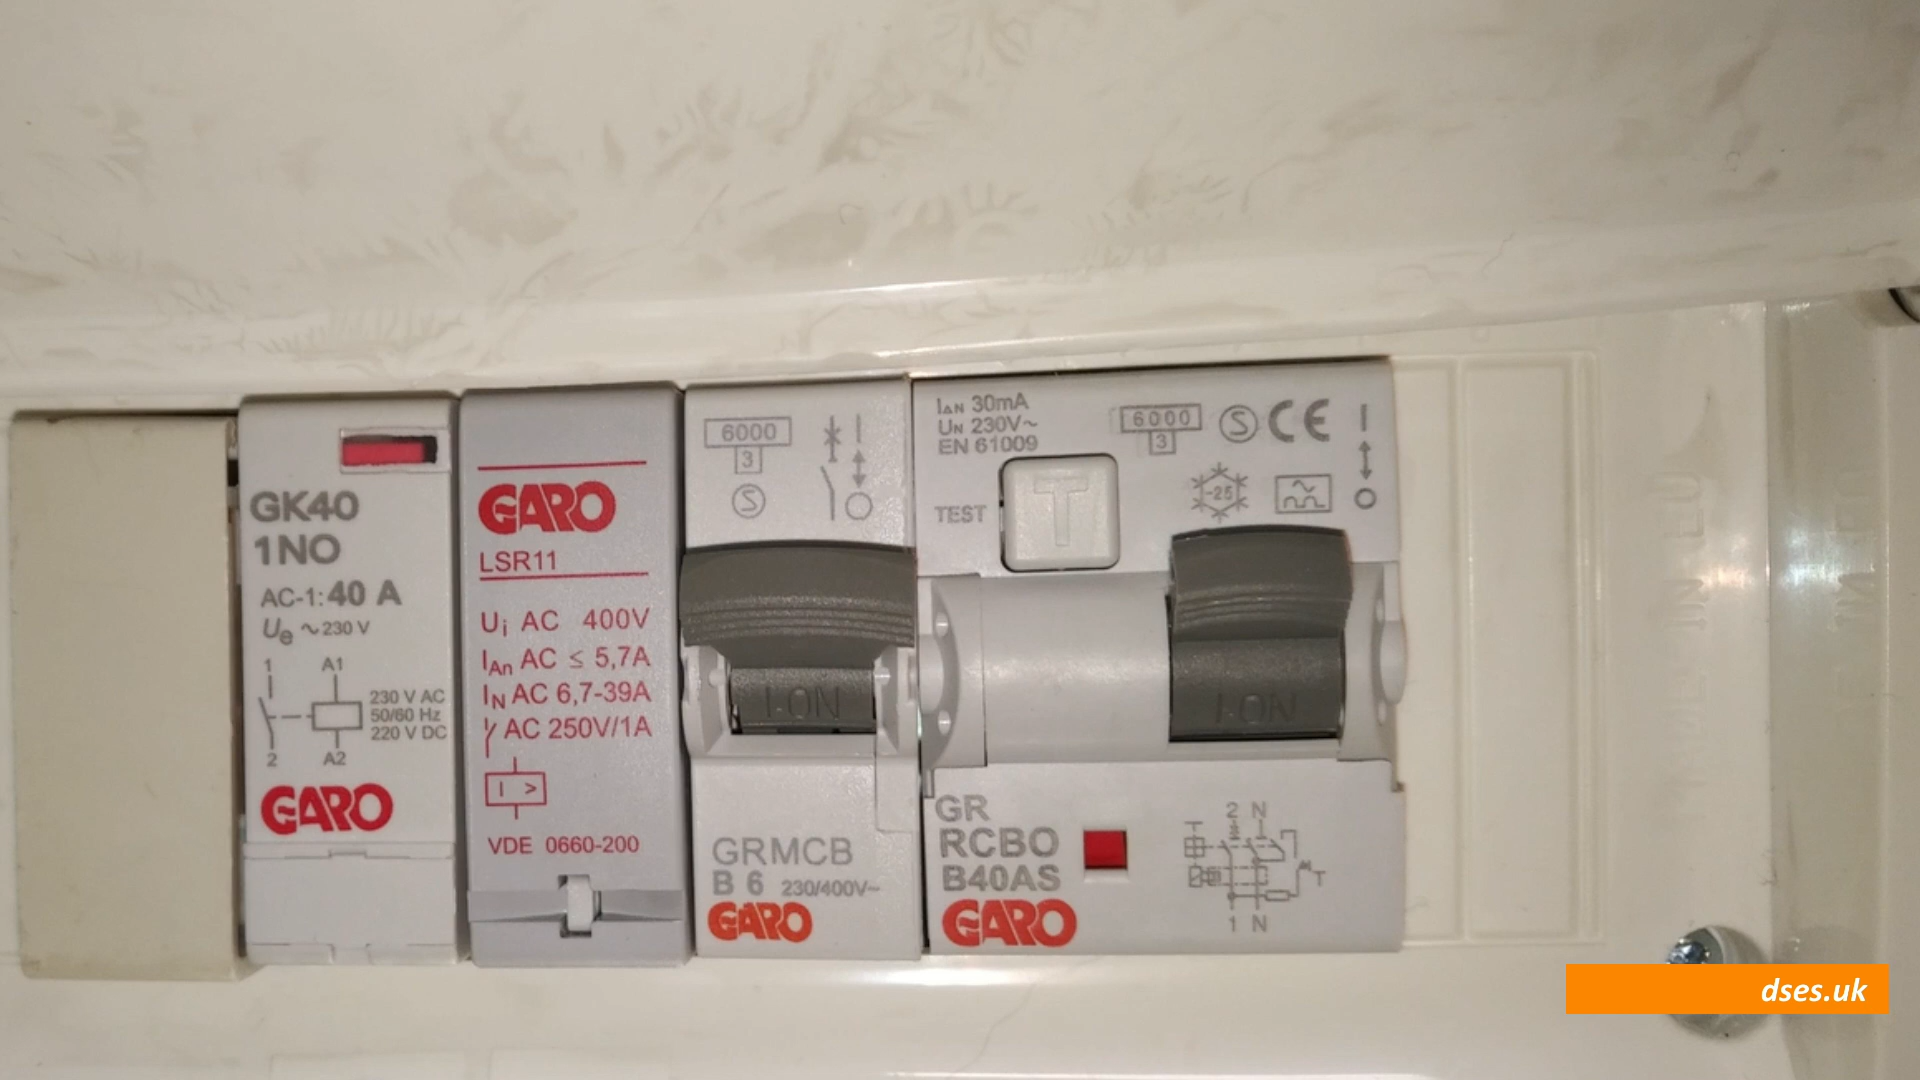 GK40
1NO
AC-1: 40 A
Ue ~ 230 V
1 A1
230 V AC
50/60 Hz
220 V DC
2 A2
GARO
GARO
LSR11
Ui AC 400V
IAn AC ≤ 5,7A
IN AC 6,7-39A
AC 250V/1A
I >
VDE 0660-200
6000
3
S
I-ON
GRMCB
B 6 230/400V~
GARO
IΔN 30mA
UN 230V~
EN 61009
6000
3
S
CE
TEST
T
-25
I-ON
GR
RCBO
B40AS
GARO
2 N
T
T
1 N
dses.uk